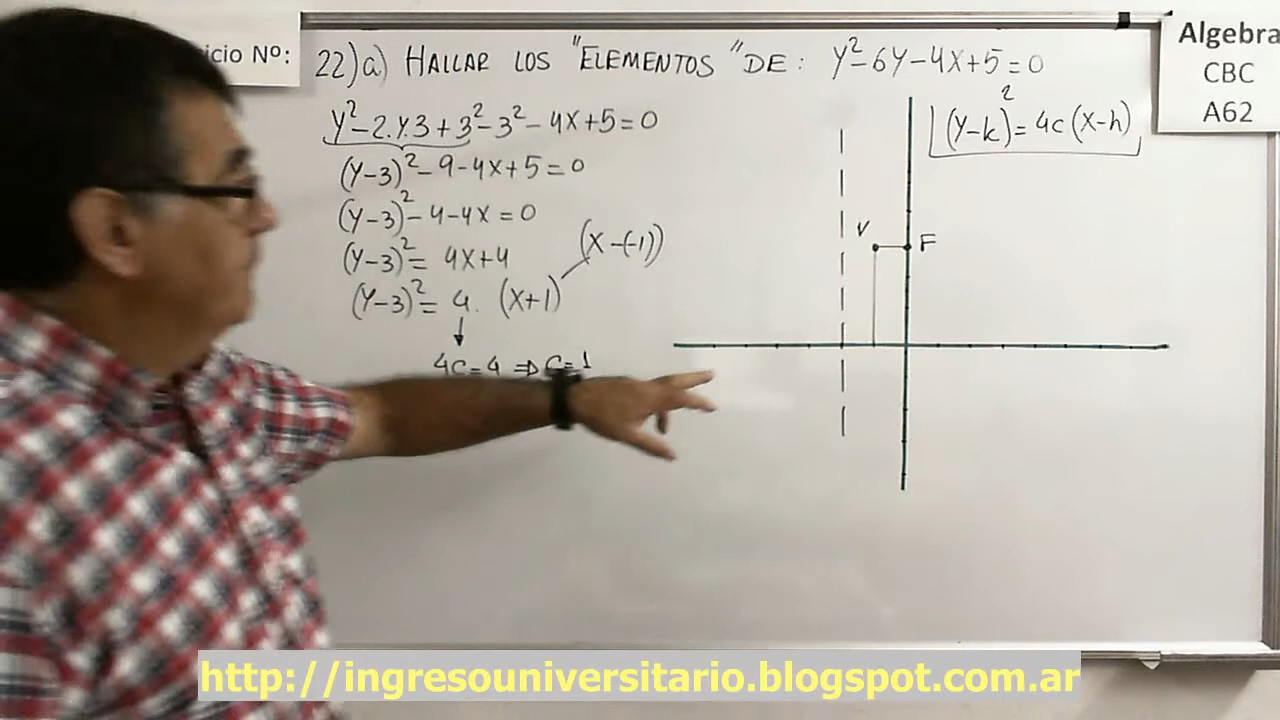 icio Nº:
22)a) HALLAR LOS "ELEMENTOS" DE: Y²-6Y-4X+5=0
Algebra
CBC
A62
Y²-2.Y.3+3²-3²-4X+5=0
(Y-3)²-9-4X+5=0
(Y-3)²-4-4X=0
(Y-3)²=4X+4
(Y-3)²=4.(X+1)
(X-(-1))
4C=4 ⇒ C=1
(Y-k)²=4C(X-h)
V
F
http://ingresouniversitario.blogspot.com.ar